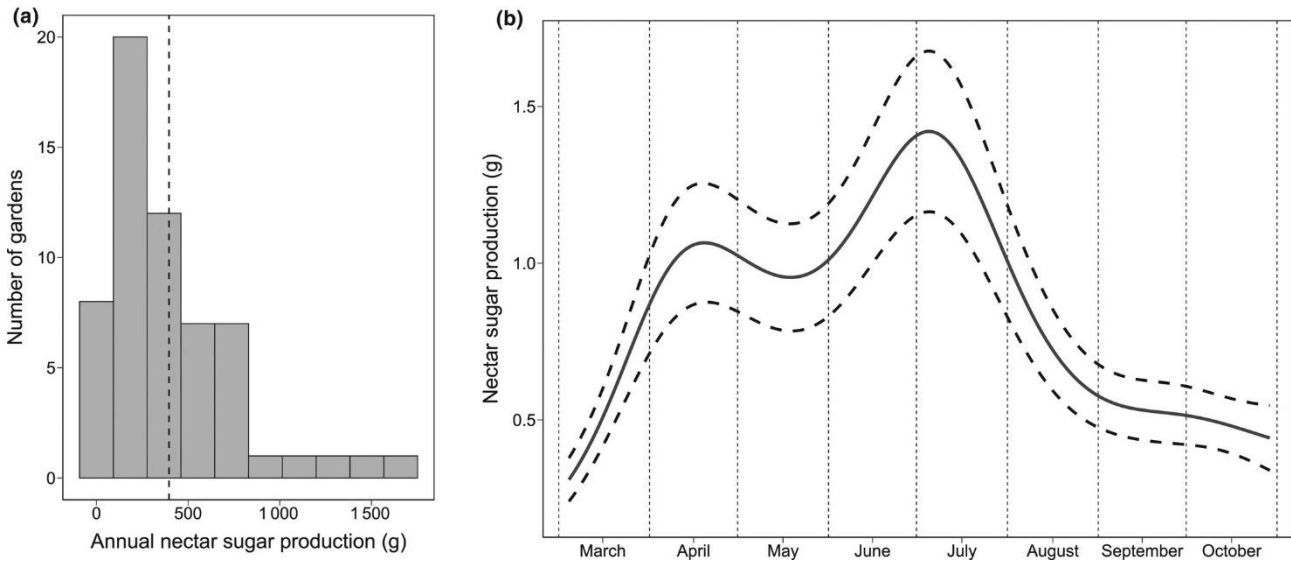 (a)
Number of gardens
20
15
10
5
0
0 500 1 000 1 500
Annual nectar sugar production (g)
(b)
Nectar sugar production (g)
1.5
1.0
0.5
March April May June July August September October